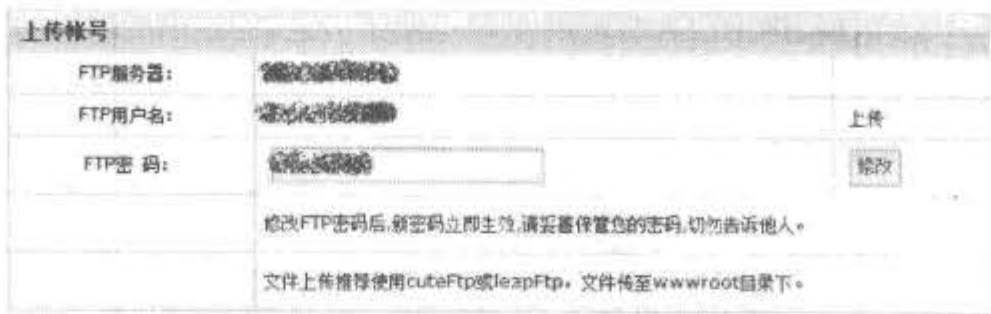 上传帐号
FTP服务器:
FTP用户名: 上传
FTP密 码: 修改
修改FTP密码后,新密码立即生效,请妥善保管您的密码,切勿告诉他人。
文件上传推荐使用cuteFtp或leapFtp。文件传至wwwroot目录下。